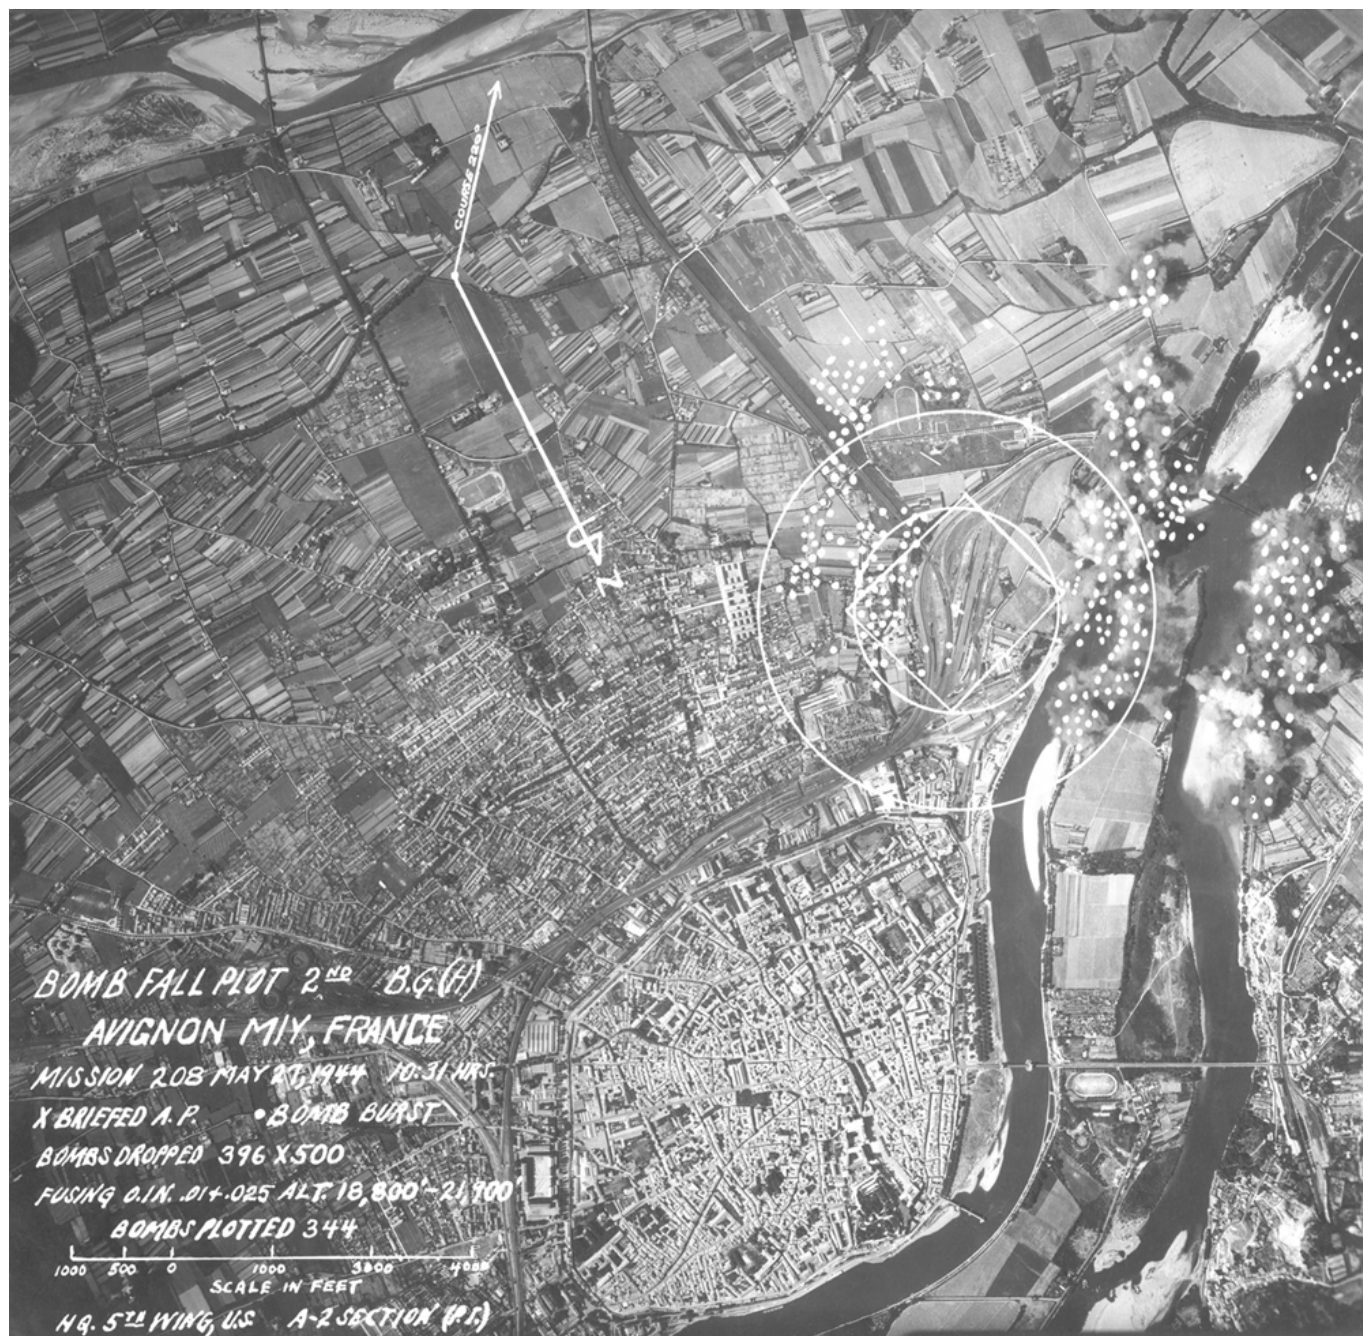 COURSE 220°
N
BOMB FALL PLOT 2ND B.G.(H)
AVIGNON M/Y, FRANCE
MISSION 208 MAY 27, 1944 10:31 HRS.
X BRIEFED A.P. • BOMB BURST
BOMBS DROPPED 396 X 500
FUSING 0.1N. .01+.025 ALT. 18,800'-21,900'
BOMBS PLOTTED 344
1000 500 0 1000 3000 4000
SCALE IN FEET
HQ. 5TH WING, U.S. A-2 SECTION (P.I.)